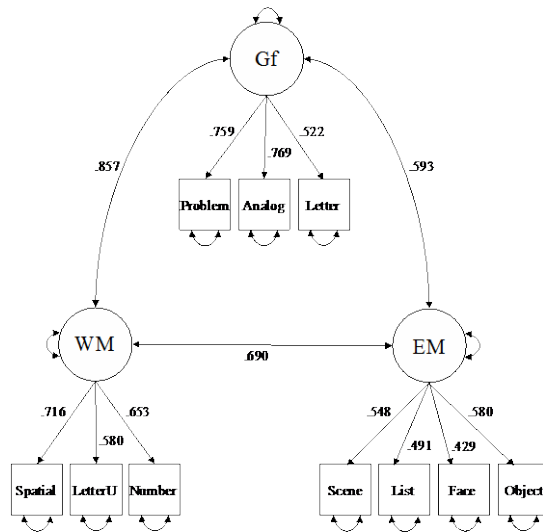 Gf
.759
.522
.769
.857
.593
Problem
Analog
Letter
WM
EM
.690
.716
.653
.580
.548
.580
.491
.429
Spatial
LetterU
Number
Scene
List
Face
Object